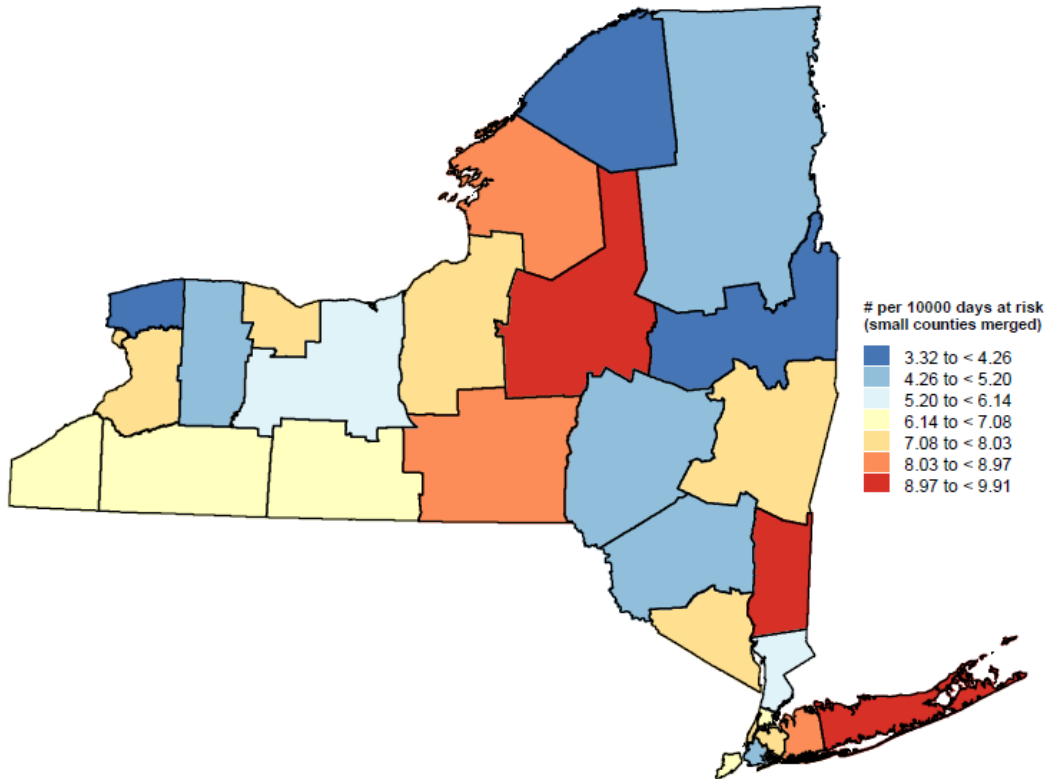 # per 10000 days at risk
(small counties merged)
3.32 to < 4.26
4.26 to < 5.20
5.20 to < 6.14
6.14 to < 7.08
7.08 to < 8.03
8.03 to < 8.97
8.97 to < 9.91